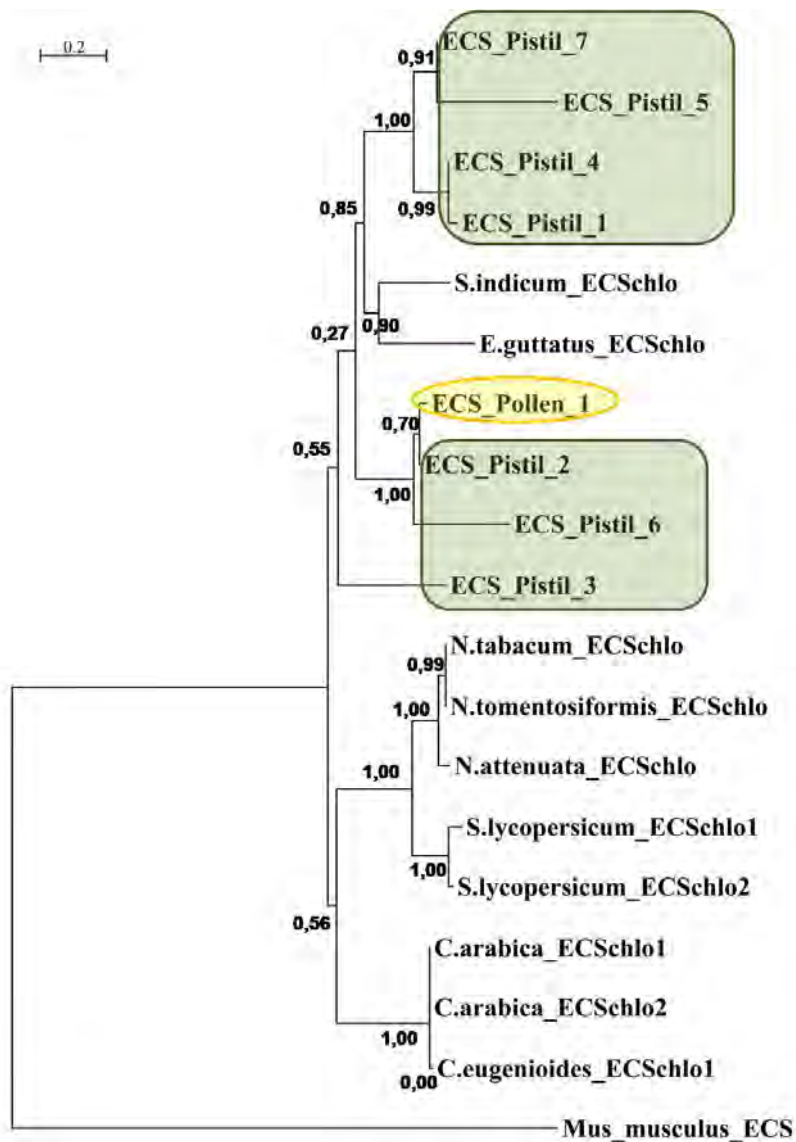 0.2
ECS_Pistil_7
0,91
ECS_Pistil_5
1,00
ECS_Pistil_4
0,85
0,99
ECS_Pistil_1
S.indicum_ECSchlo
0,27
0,90
E.guttatus_ECSchlo
ECS_Pollen_1
0,70
0,55
ECS_Pistil_2
1,00
ECS_Pistil_6
ECS_Pistil_3
N.tabacum_ECSchlo
0,99
1,00
N.tomentosiformis_ECSchlo
N.attenuata_ECSchlo
1,00
S.lycopersicum_ECSchlo1
1,00
S.lycopersicum_ECSchlo2
0,56
C.arabica_ECSchlo1
C.arabica_ECSchlo2
1,00
C.eugenioides_ECSchlo1
0,00
Mus_musculus_ECS